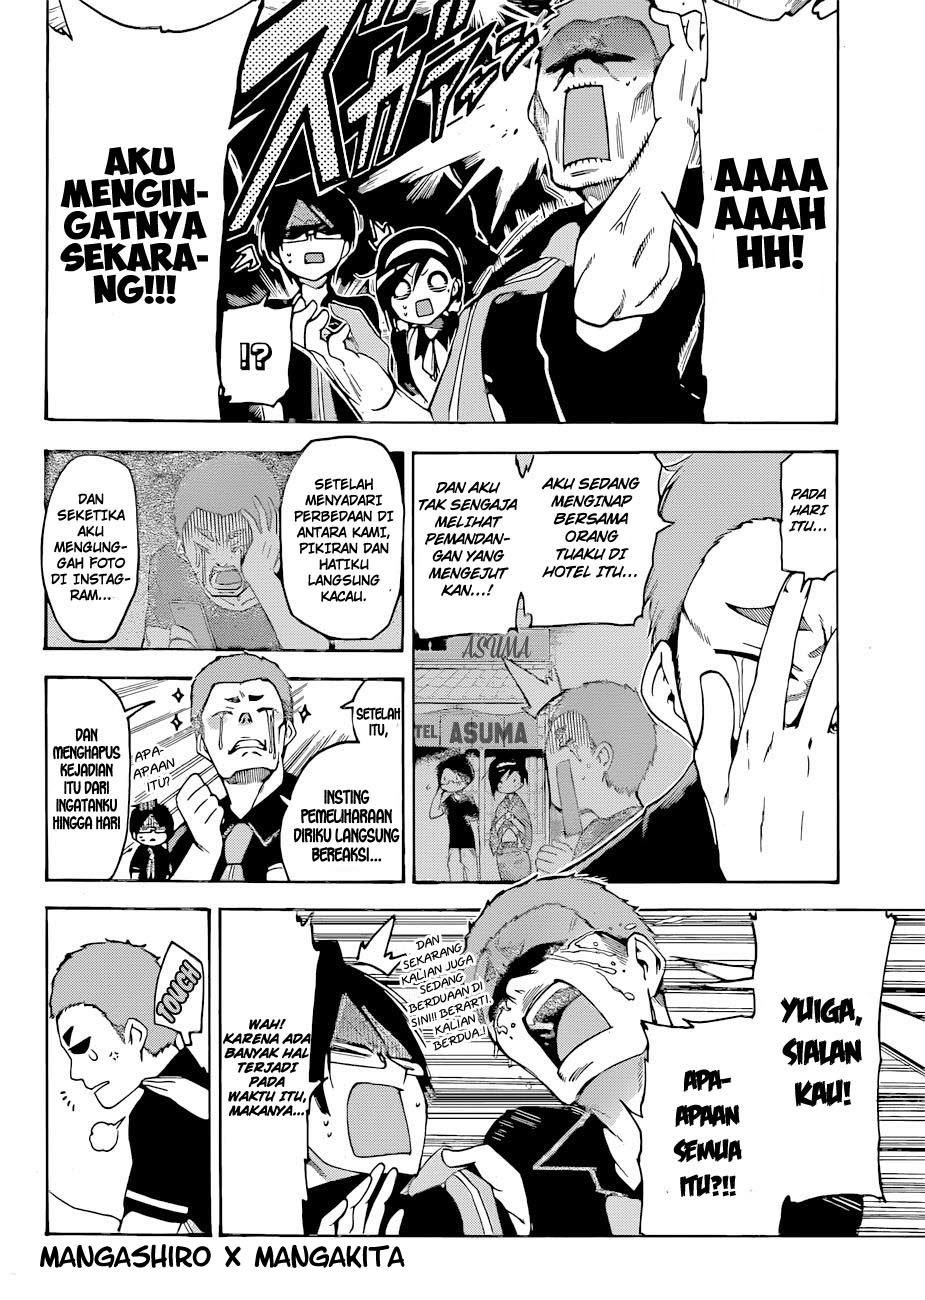 AAAA
AAAAH
HH!
AKU
MENGIN-
GATNYA
SEKARA-
NG!!!
!?
PADA
HARI
ITU...
AKU SEDANG
MENGINAP
BERSAMA
ORANG
TUAKU DI
HOTEL ITU...
DAN AKU
TAK SENGAJA
MELIHAT
PEMANDAN-
GAN YANG
MENGEJUT
KAN...!
ASUMA
TEL ASUMA
SETELAH
MENYADARI
PERBEDAAN DI
ANTARA KAMI,
PIKIRAN DAN
HATIKU
LANGSUNG
KACAU.
DAN
SEKETIKA
AKU
MENGUNG-
GAH FOTO
DI INSTAG-
RAM...
SETELAH
ITU,
INSTING
PEMELIHARAAN
DIRIKU LANGSUNG
BEREAKSI...
APA-
APAAN
ITU?
DAN
MENGHAPUS
KEJADIAN
ITU DARI
INGATANKU
HINGGA HARI
YUIGA,
SIALAN
KAU!
APA-
APAAN
SEMUA
ITU?!!
DAN
SEKARANG
KALIAN JUGA
SEDANG
BERDUAAN DI
SINI!! BERARTI,
KALIAN
BERDUA..!
WAH!
KARENA ADA
BANYAK HAL
TERJADI
PADA
WAKTU ITU,
MAKANYA...
TOUCH
MANGASHIRO X MANGAKITA